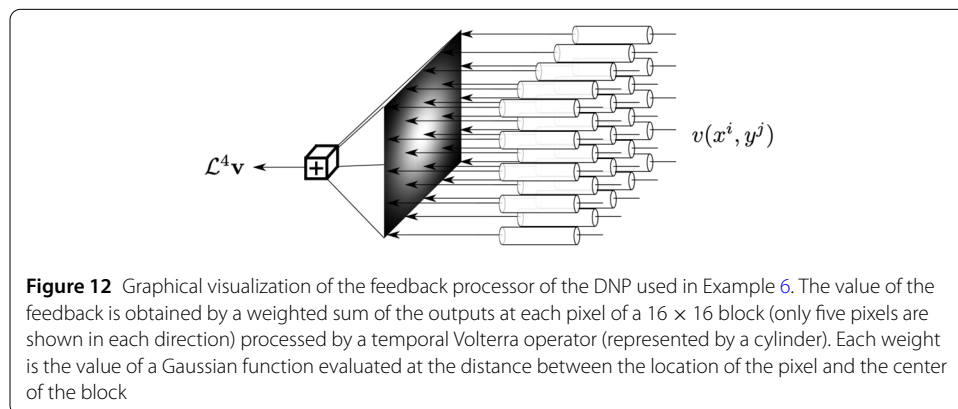 v(x^i, y^j)
ℒ^4 v
+
Figure 12 Graphical visualization of the feedback processor of the DNP used in Example 6. The value of the
feedback is obtained by a weighted sum of the outputs at each pixel of a 16 × 16 block (only five pixels are
shown in each direction) processed by a temporal Volterra operator (represented by a cylinder). Each weight
is the value of a Gaussian function evaluated at the distance between the location of the pixel and the center
of the block